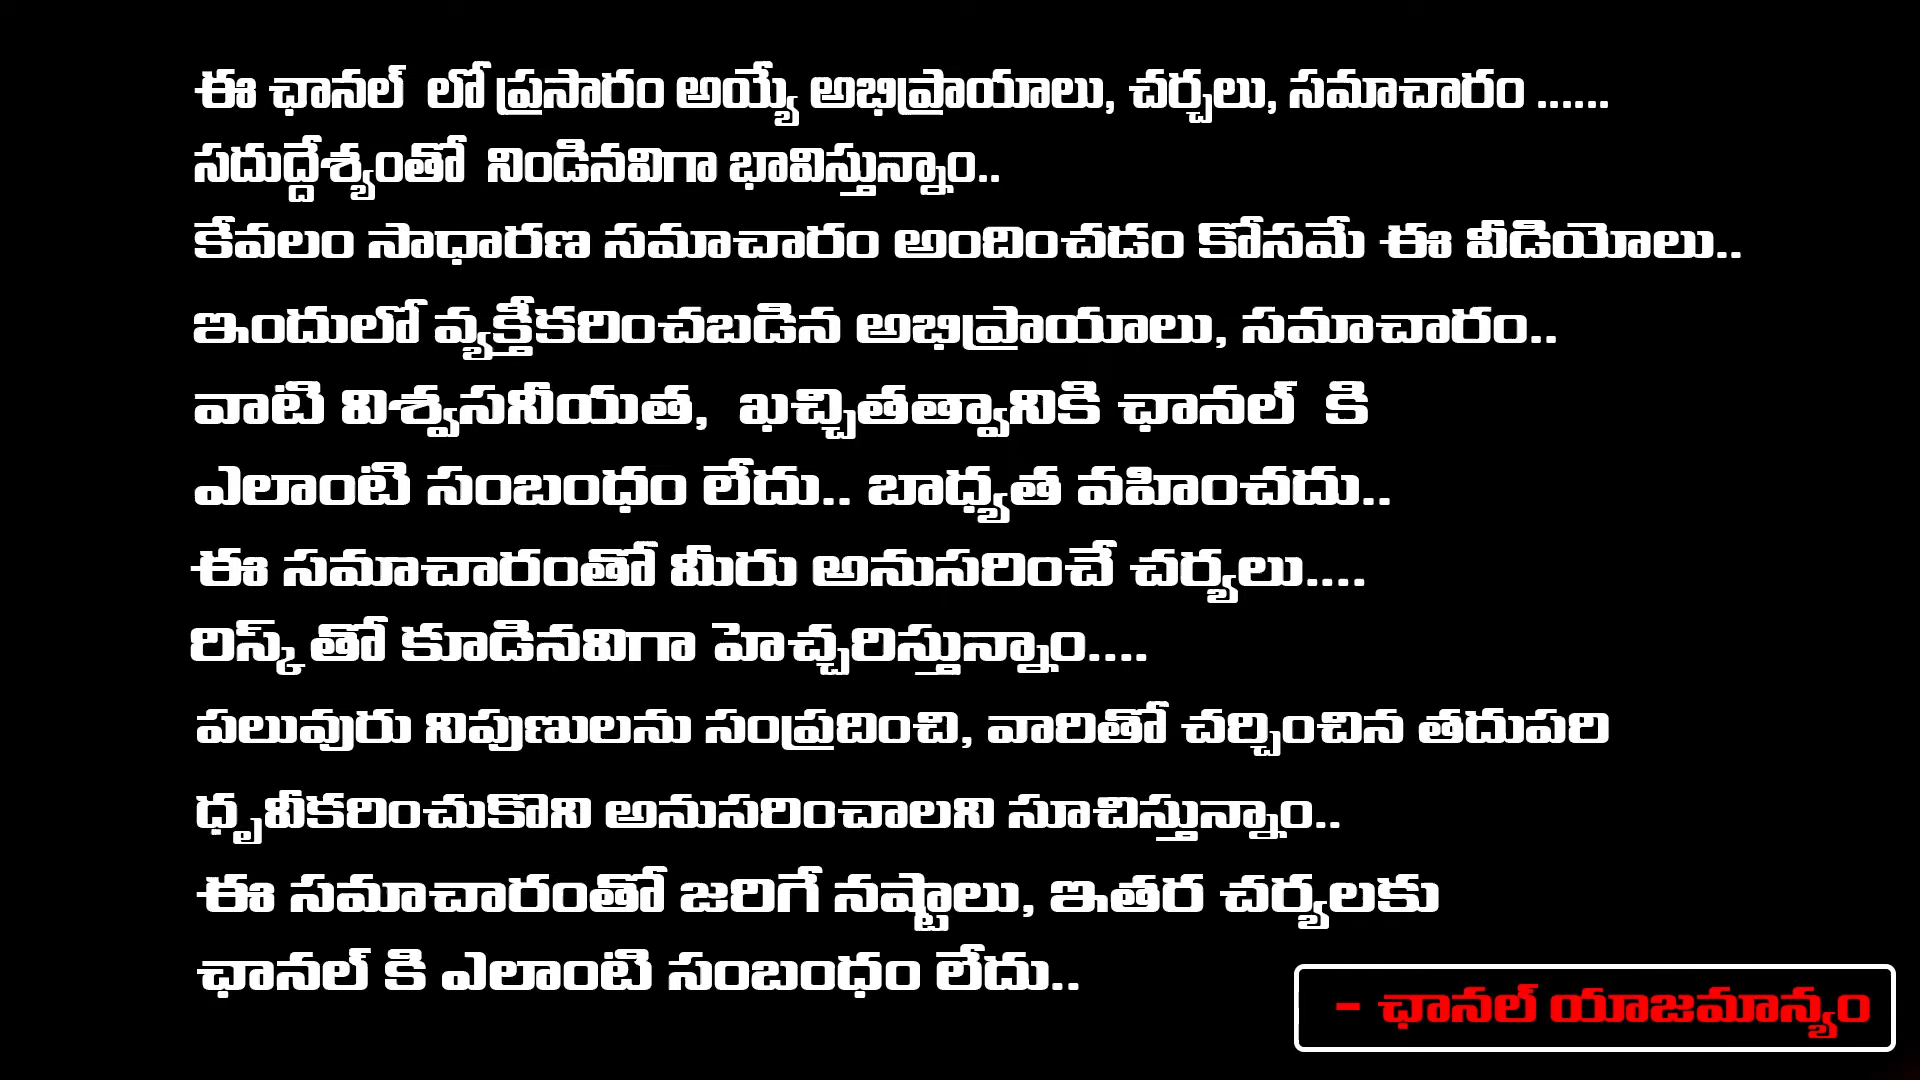 ఈ ఛానల్ లో ప్రసారం అయ్యే అభిప్రాయాలు, చర్చలు, సమాచారం ......
సదుద్దేశ్యంతో నిండినవిగా భావిస్తున్నాం..
కేవలం సాధారణ సమాచారం అందించడం కోసమే ఈ వీడియోలు..
ఇందులో వ్యక్తీకరించబడిన అభిప్రాయాలు, సమాచారం..
వాటి విశ్వసనీయత, ఖచ్చితత్వానికి ఛానల్ కి
ఎలాంటి సంబంధం లేదు.. బాధ్యత వహించదు..
ఈ సమాచారంతో మీరు అనుసరించే చర్యలు....
రిస్క్ తో కూడినవిగా హెచ్చరిస్తున్నాం....
పలువురు నిపుణులను సంప్రదించి, వారితో చర్చించిన తదుపరి
ధృవీకరించుకొని అనుసరించాలని సూచిస్తున్నాం..
ఈ సమాచారంతో జరిగే నష్టాలు, ఇతర చర్యలకు
ఛానల్ కి ఎలాంటి సంబంధం లేదు..
- ఛానల్ యాజమాన్యం